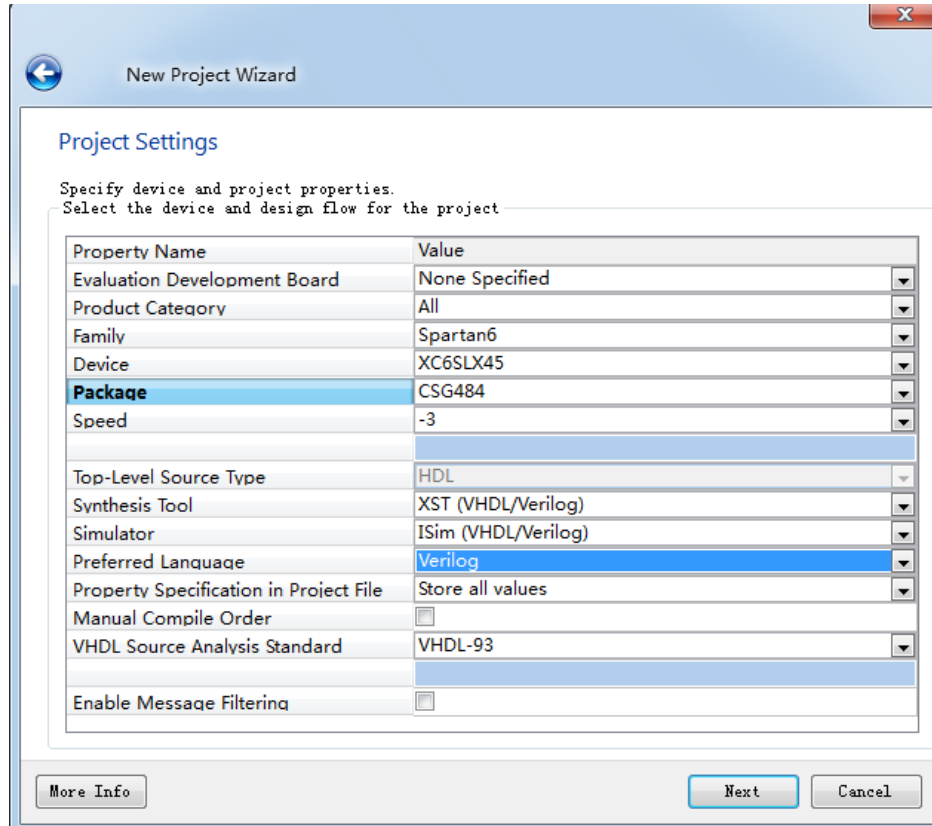 New Project Wizard
Project Settings
Specify device and project properties.
Select the device and design flow for the project
Property Name Value
Evaluation Development Board None Specified
Product Category All
Family Spartan6
Device XC6SLX45
Package CSG484
Speed -3
Top-Level Source Type HDL
Synthesis Tool XST (VHDL/Verilog)
Simulator ISim (VHDL/Verilog)
Preferred Language Verilog
Property Specification in Project File Store all values
Manual Compile Order
VHDL Source Analysis Standard VHDL-93
Enable Message Filtering
More Info Next Cancel